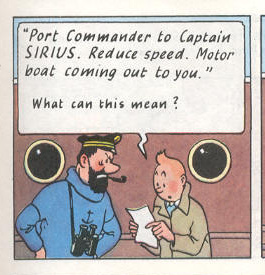 "Port Commander to Captain
SIRIUS. Reduce speed. Motor
boat coming out to you."
What can this mean?